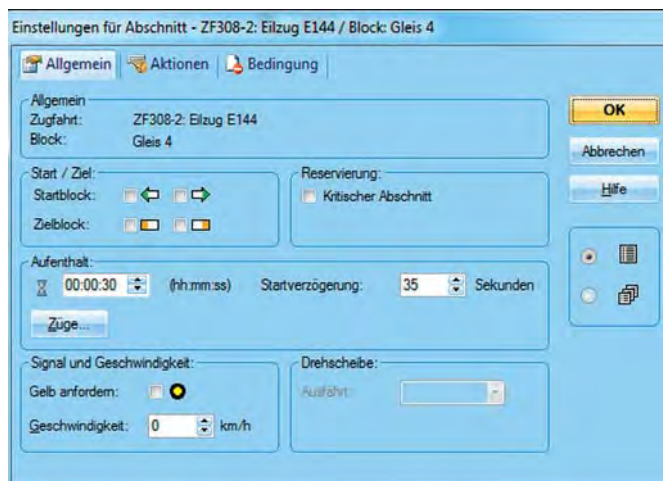 Einstellungen für Abschnitt - ZF308-2: Eilzug E144 / Block: Gleis 4
Allgemein Aktionen Bedingung
Allgemein
Zugfahrt: ZF308-2: Eilzug E144
Block: Gleis 4
OK
Abbrechen
Hilfe
Start / Ziel:
Startblock:
Zielblock:
Reservierung:
Kritischer Abschnitt
Aufenthalt:
00:00:30 (hh:mm:ss) Startverzögerung: 35 Sekunden
Züge...
Signal und Geschwindigkeit:
Gelb anfordern:
Geschwindigkeit: 0 km/h
Drehscheibe:
Ausfahrt: